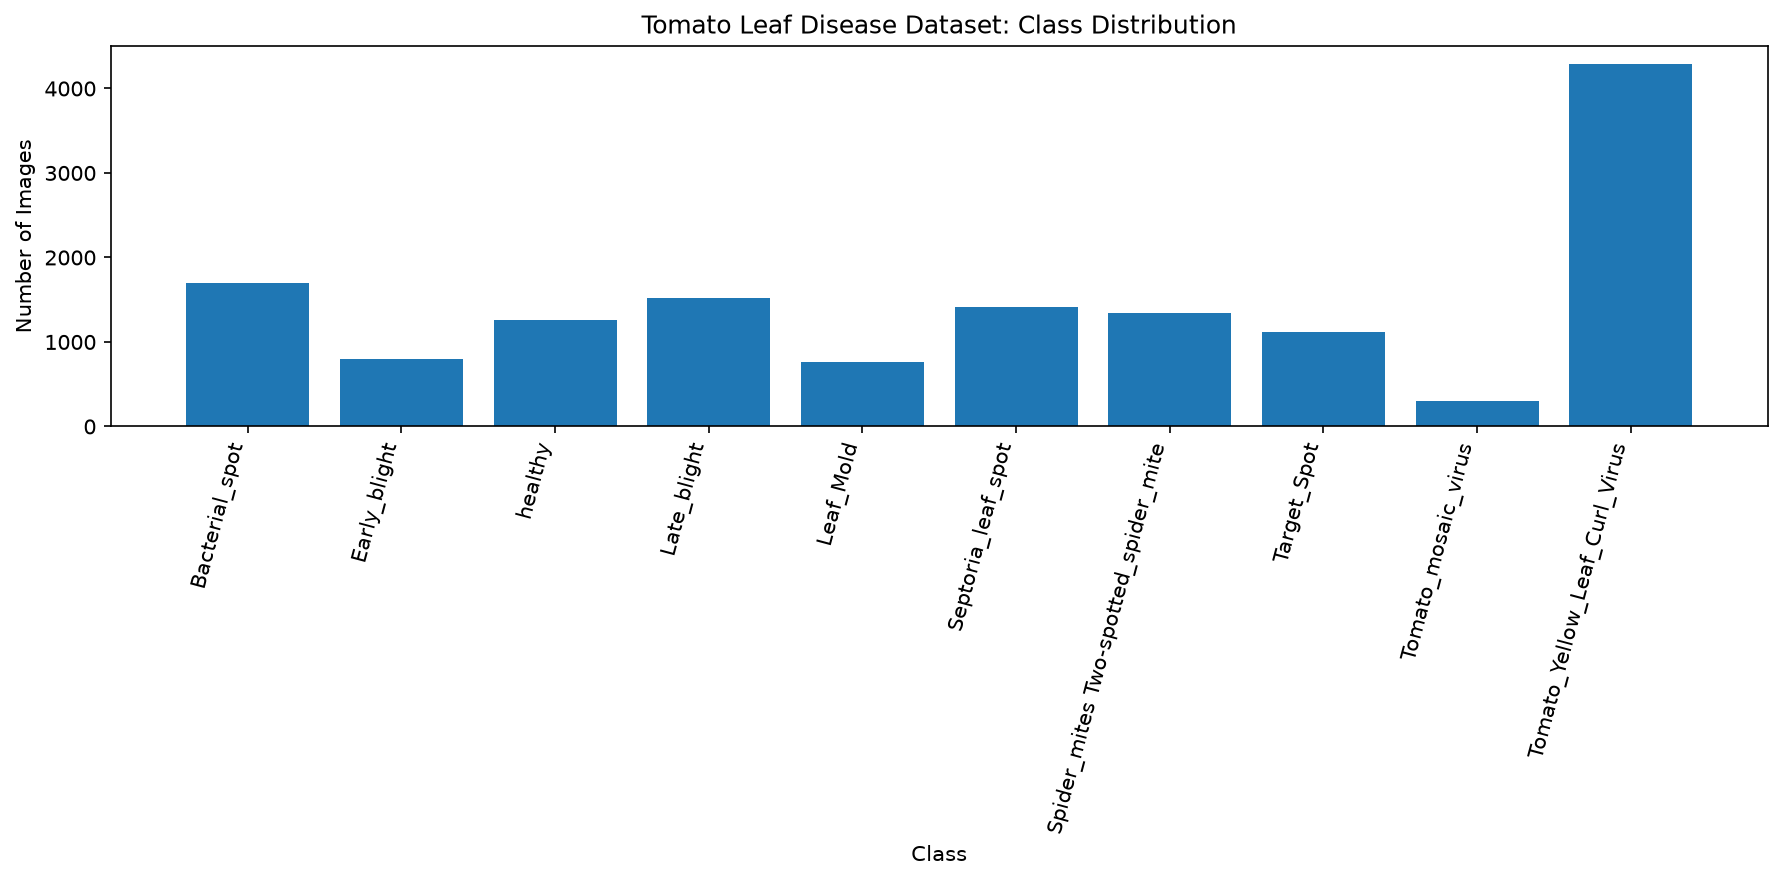 Tomato Leaf Disease Dataset: Class Distribution
Number of Images
4000
3000
2000
1000
0
Bacterial_spot
Early_blight
healthy
Late_blight
Leaf_Mold
Septoria_leaf_spot
Spider_mites Two-spotted_spider_mite
Target_Spot
Tomato_mosaic_virus
Tomato_Yellow_Leaf_Curl_Virus
Class